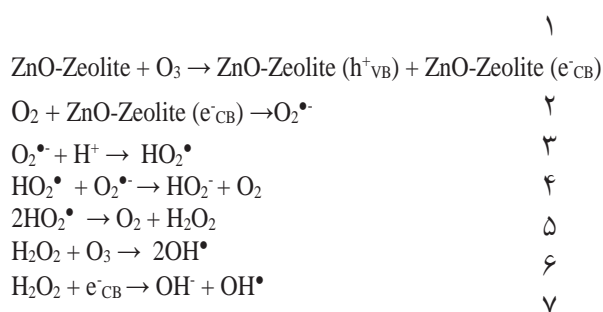 ۱
ZnO-Zeolite + O₃ → ZnO-Zeolite (h⁺VB) + ZnO-Zeolite (e⁻CB)
O₂ + ZnO-Zeolite (e⁻CB) →O₂•⁻ ۲
O₂•⁻ + H⁺ → HO₂• ۳
HO₂• + O₂•⁻ → HO₂⁻ + O₂ ۴
2HO₂• → O₂ + H₂O₂ ۵
H₂O₂ + O₃ → 2OH• ۶
H₂O₂ + e⁻CB → OH⁻ + OH• ۷